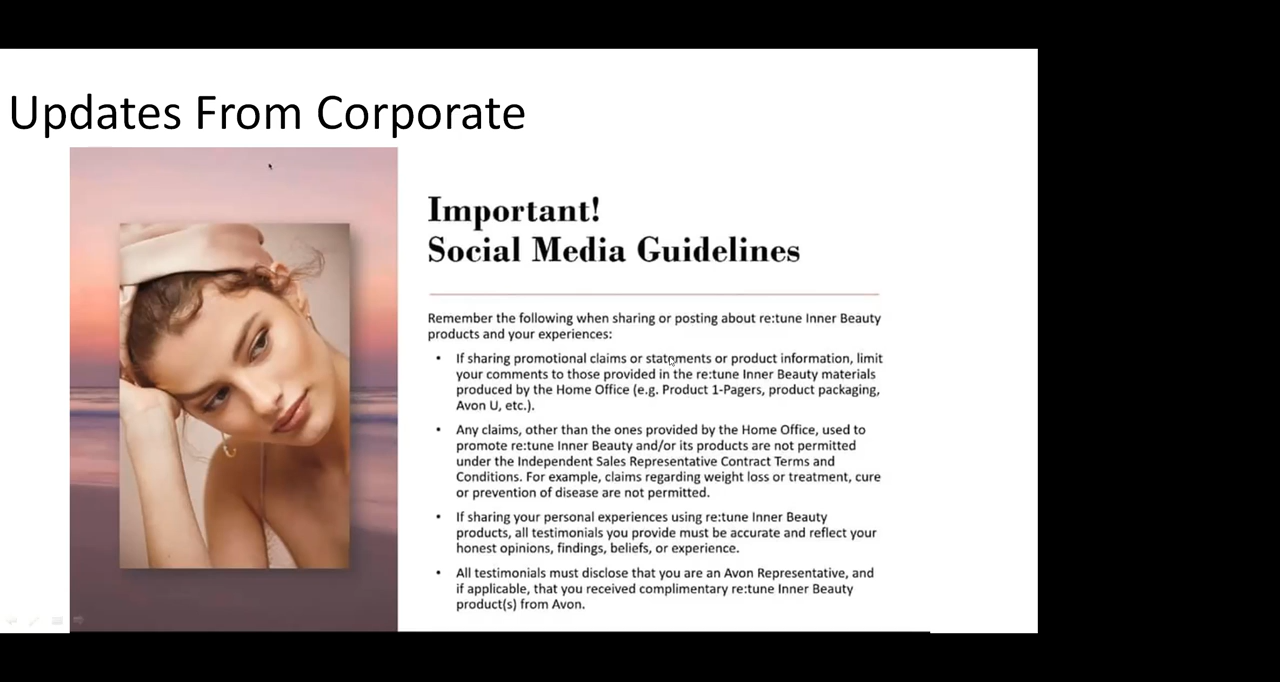 Updates From Corporate
Important!
Social Media Guidelines
Remember the following when sharing or posting about re:tune Inner Beauty
products and your experiences:
• If sharing promotional claims or statements or product information, limit
your comments to those provided in the re:tune Inner Beauty materials
produced by the Home Office (e.g. Product 1-Pagers, product packaging,
Avon U, etc.).
• Any claims, other than the ones provided by the Home Office, used to
promote re:tune Inner Beauty and/or its products are not permitted
under the Independent Sales Representative Contract Terms and
Conditions. For example, claims regarding weight loss or treatment, cure
or prevention of disease are not permitted.
• If sharing your personal experiences using re:tune Inner Beauty
products, all testimonials you provide must be accurate and reflect your
honest opinions, findings, beliefs, or experience.
• All testimonials must disclose that you are an Avon Representative, and
if applicable, that you received complimentary re:tune Inner Beauty
product(s) from Avon.